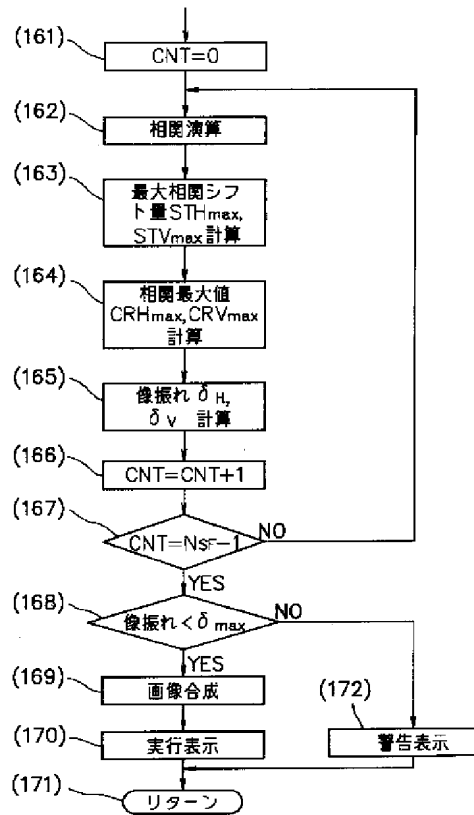 (161)
CNT=0
(162)
相関演算
(163)
最大相関シフ
ト量STHmax,
STVmax計算
(164)
相関最大値
CRHmax,CRVmax
計算
(165)
像振れ δH,
δV 計算
(166)
CNT=CNT+1
(167)
CNT=NSF-1
NO
YES
(168)
像振れ<δmax
NO
YES
(169)
画像合成
(170)
実行表示
(172)
警告表示
(171)
リターン